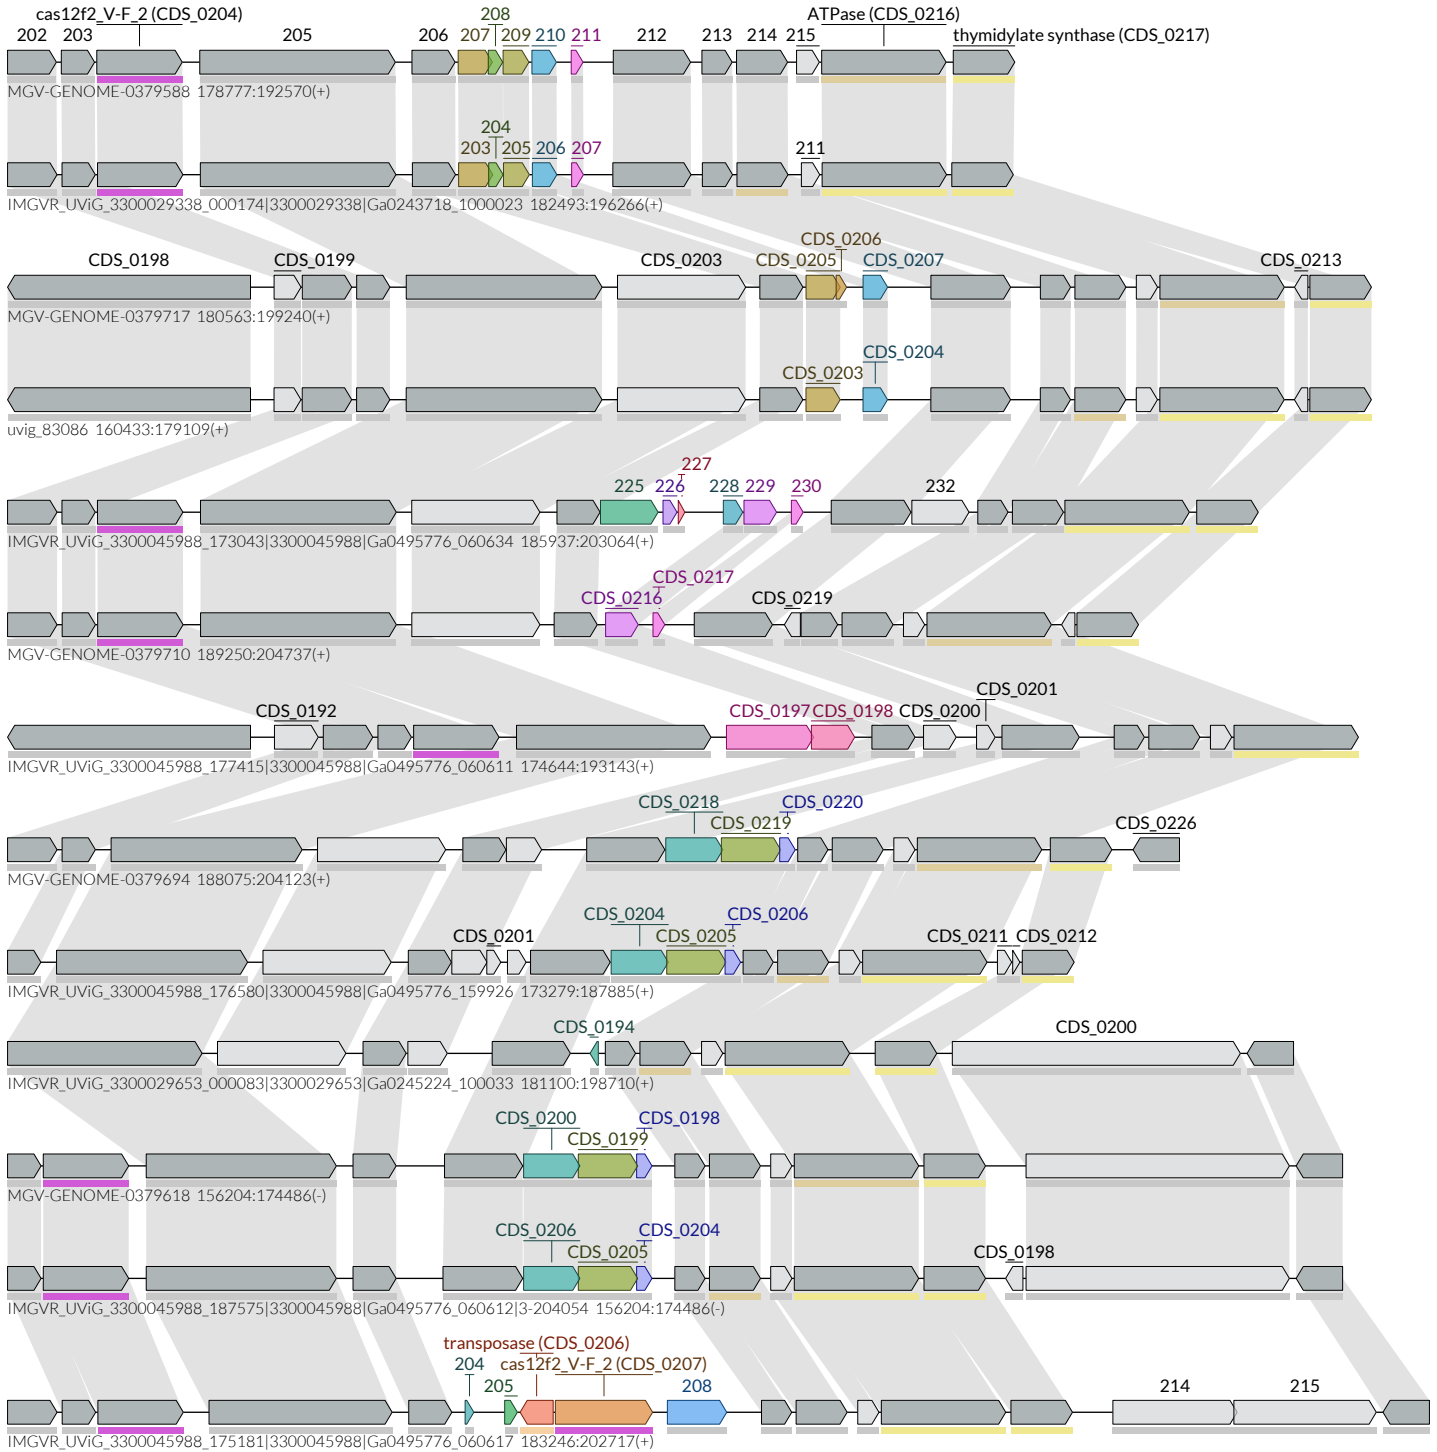 cas12f2_V-F_2 (CDS_0204) 208 ATPase (CDS_0216)
202 203 205 206 207 209 210 211 212 213 214 215 thymidylate synthase (CDS_0217)
MGV-GENOME-0379588 178777:192570(+)
204
203 205 206 207 211
IMGVR_UViG_3300029338_000174|3300029338|Ga0243718_1000023 182493:196266(+)
CDS_0206
CDS_0198 CDS_0199 CDS_0203 CDS_0205 CDS_0207 CDS_0213
MGV-GENOME-0379717 180563:199240(+)
CDS_0204
CDS_0203
uvig_83086 160433:179109(+)
227
225 226 228 229 230 232
IMGVR_UViG_3300045988_173043|3300045988|Ga0495776_060634 185937:203064(+)
CDS_0217
CDS_0216 CDS_0219
MGV-GENOME-0379710 189250:204737(+)
CDS_0201
CDS_0192 CDS_0197 CDS_0198 CDS_0200
IMGVR_UViG_3300045988_177415|3300045988|Ga0495776_060611 174644:193143(+)
CDS_0218 CDS_0220
CDS_0219 CDS_0226
MGV-GENOME-0379694 188075:204123(+)
CDS_0204 CDS_0206
CDS_0201 CDS_0205 CDS_0211 CDS_0212
IMGVR_UViG_3300045988_176580|3300045988|Ga0495776_159926 173279:187885(+)
CDS_0194 CDS_0200
IMGVR_UViG_3300029653_000083|3300029653|Ga0245224_100033 181100:198710(+)
CDS_0200 CDS_0198
CDS_0199
MGV-GENOME-0379618 156204:174486(-)
CDS_0206 CDS_0204
CDS_0205 CDS_0198
IMGVR_UViG_3300045988_187575|3300045988|Ga0495776_060612|3-204054 156204:174486(-)
transposase (CDS_0206)
204 cas12f2_V-F_2 (CDS_0207)
205 208 214 215
IMGVR_UViG_3300045988_175181|3300045988|Ga0495776_060617 183246:202717(+)